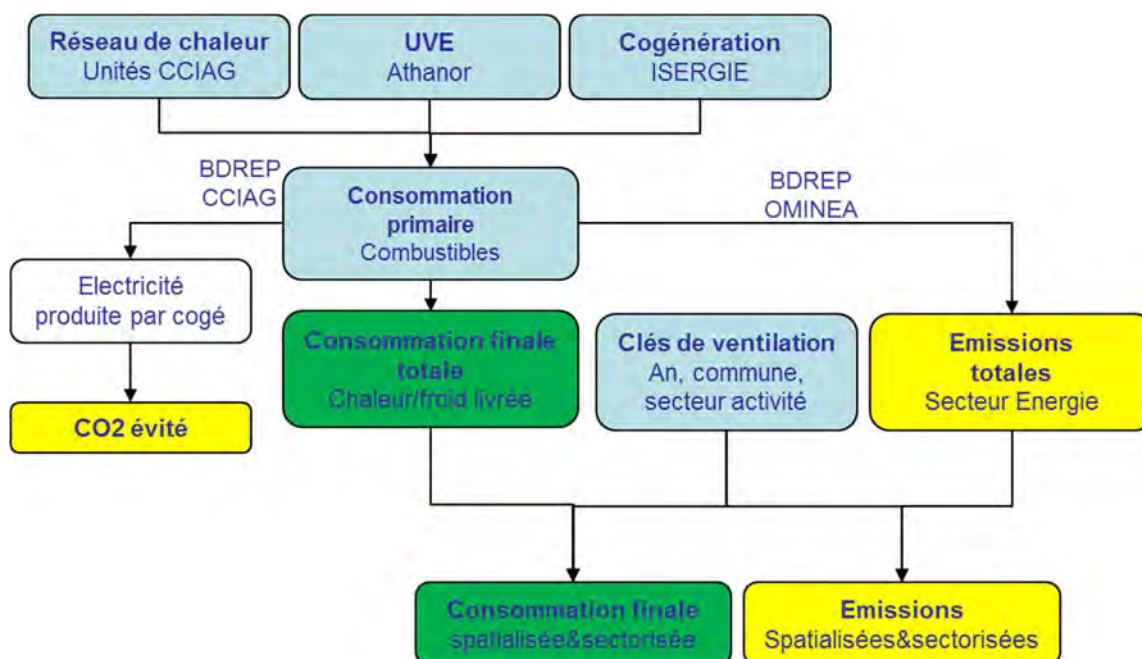 Réseau de chaleur
Unités CCIAG
UVE
Athanor
Cogénération
ISERGIE
BDREP
CCIAG
Consommation
primaire
Combustibles
BDREP
OMINEA
Electricité
produite par cogé
Consommation finale
totale
Chaleur/froid livrée
Clés de ventilation
An, commune,
secteur activité
Emissions
totales
Secteur Energie
CO2 évité
Consommation finale
spatialisée&sectorisée
Emissions
Spatialisées&sectorisées